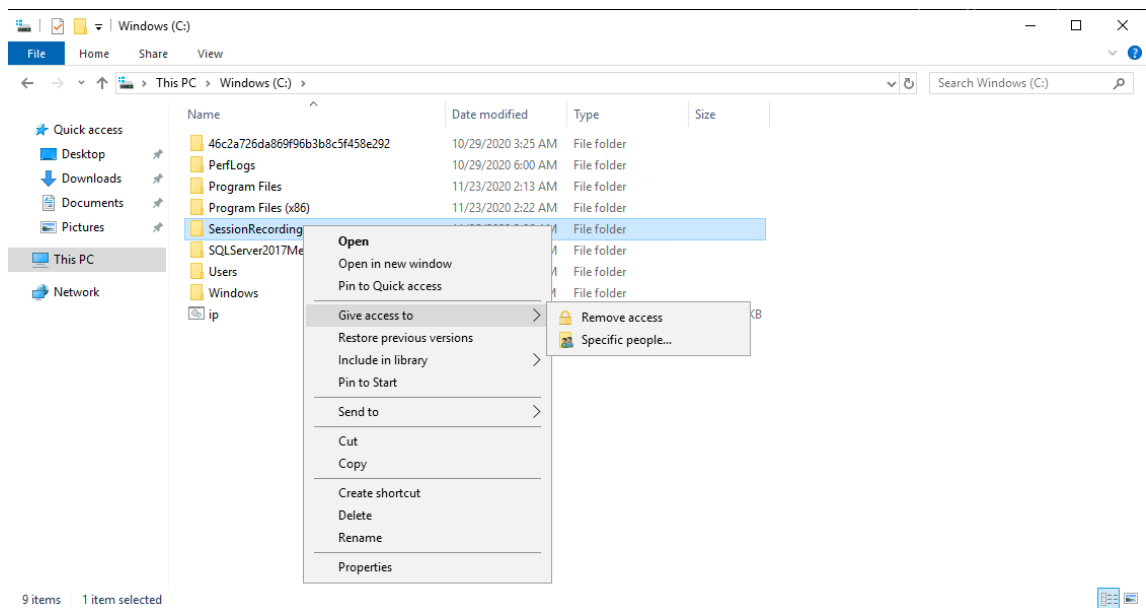 Windows (C:)
File Home Share View
This PC > Windows (C:) > Search Windows (C:)
Name Date modified Type Size
Quick access
Desktop
Downloads
Documents
Pictures
This PC
Network
46c2a726da869f96b3b8c5f458e292 10/29/2020 3:25 AM File folder
PerfLogs 10/29/2020 6:00 AM File folder
Program Files 11/23/2020 2:13 AM File folder
Program Files (x86) 11/23/2020 2:22 AM File folder
SessionRecording File folder
SQLServer2017Me File folder
Users File folder
Windows File folder
ip KB
Open
Open in new window
Pin to Quick access
Give access to
Restore previous versions
Include in library
Pin to Start
Send to
Cut
Copy
Create shortcut
Delete
Rename
Properties
Remove access
Specific people...
9 items 1 item selected